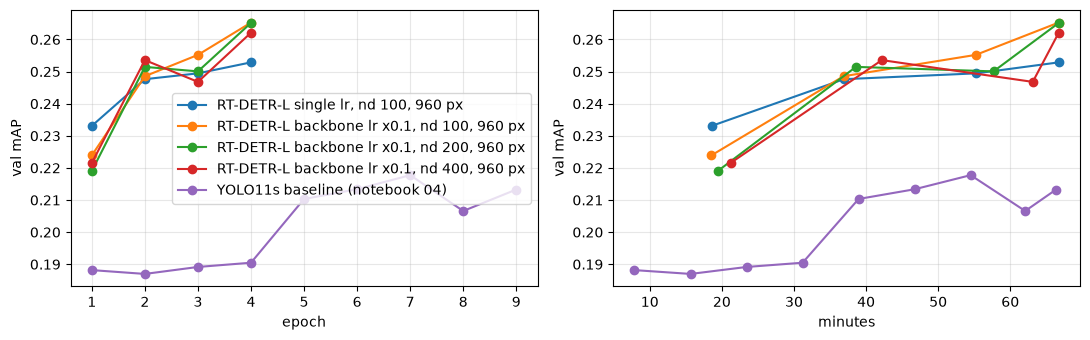 val mAP
0.26
0.25
0.24
0.23
0.22
0.21
0.20
0.19
RT-DETR-L single lr, nd 100, 960 px
RT-DETR-L backbone lr x0.1, nd 100, 960 px
RT-DETR-L backbone lr x0.1, nd 200, 960 px
RT-DETR-L backbone lr x0.1, nd 400, 960 px
YOLO11s baseline (notebook 04)
1 2 3 4 5 6 7 8 9
epoch
val mAP
0.26
0.25
0.24
0.23
0.22
0.21
0.20
0.19
10 20 30 40 50 60
minutes